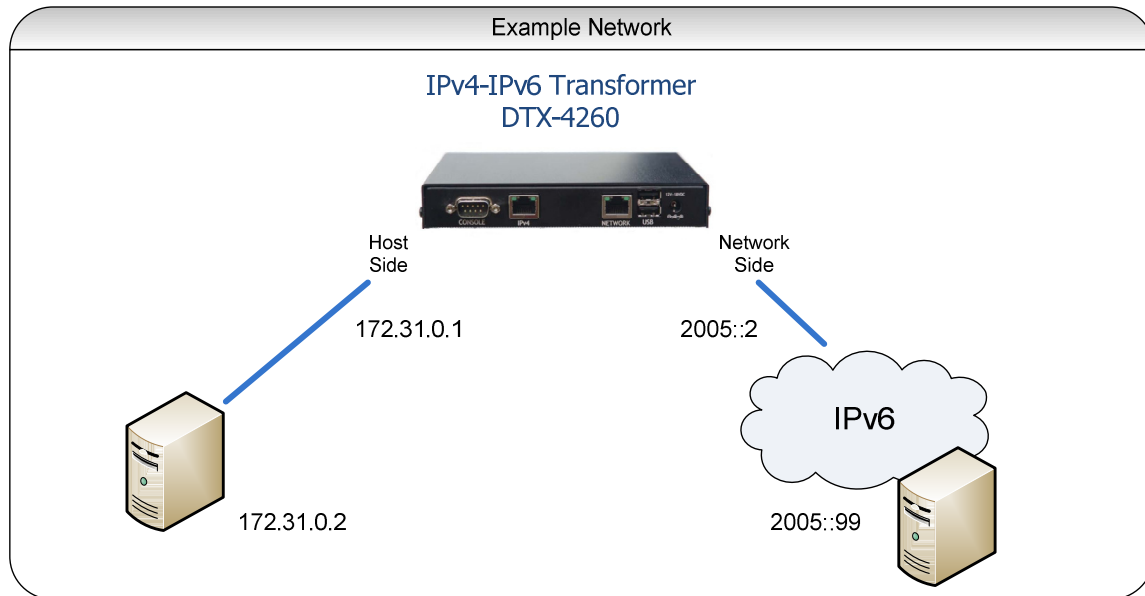 Example Network
IPv4-IPv6 Transformer
DTX-4260
CONSOLE
IPv4
NETWORK
USB
Host
Side
Network
Side
172.31.0.1
2005::2
IPv6
172.31.0.2
2005::99